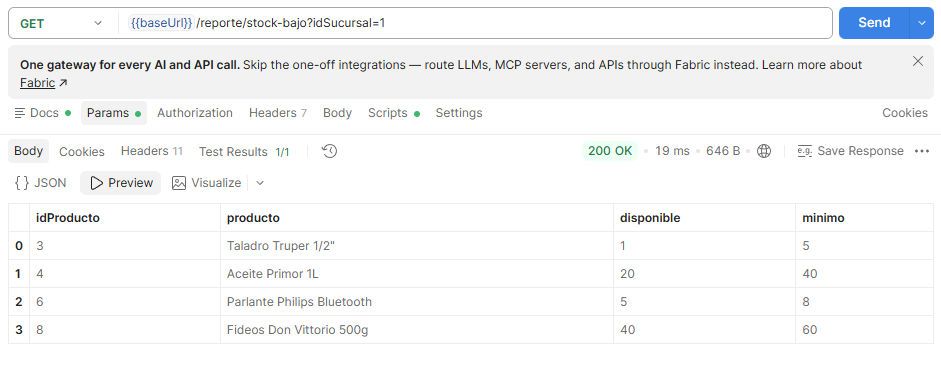 GET {{baseUrl}} /reporte/stock-bajo?idSucursal=1 Send
One gateway for every AI and API call. Skip the one-off integrations — route LLMs, MCP servers, and APIs through Fabric instead. Learn more about
Fabric ↗
Docs Params Authorization Headers 7 Body Scripts Settings Cookies
Body Cookies Headers 11 Test Results 1/1 200 OK 19 ms 646 B e.g. Save Response
{} JSON Preview Visualize
idProducto producto disponible minimo
0 3 Taladro Truper 1/2" 1 5
1 4 Aceite Primor 1L 20 40
2 6 Parlante Philips Bluetooth 5 8
3 8 Fideos Don Vittorio 500g 40 60